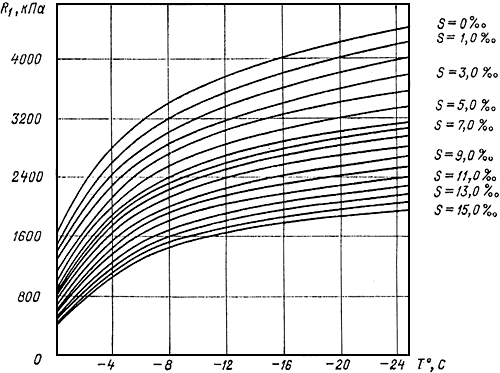 R₁, кПа
4000
3200
2400
1600
800
0
S=0‰
S=1,0‰
S=3,0‰
S=5,0‰
S=7,0‰
S=9,0‰
S=11,0‰
S=13,0‰
S=15,0‰
-4
-8
-12
-16
-20
-24
T°, C